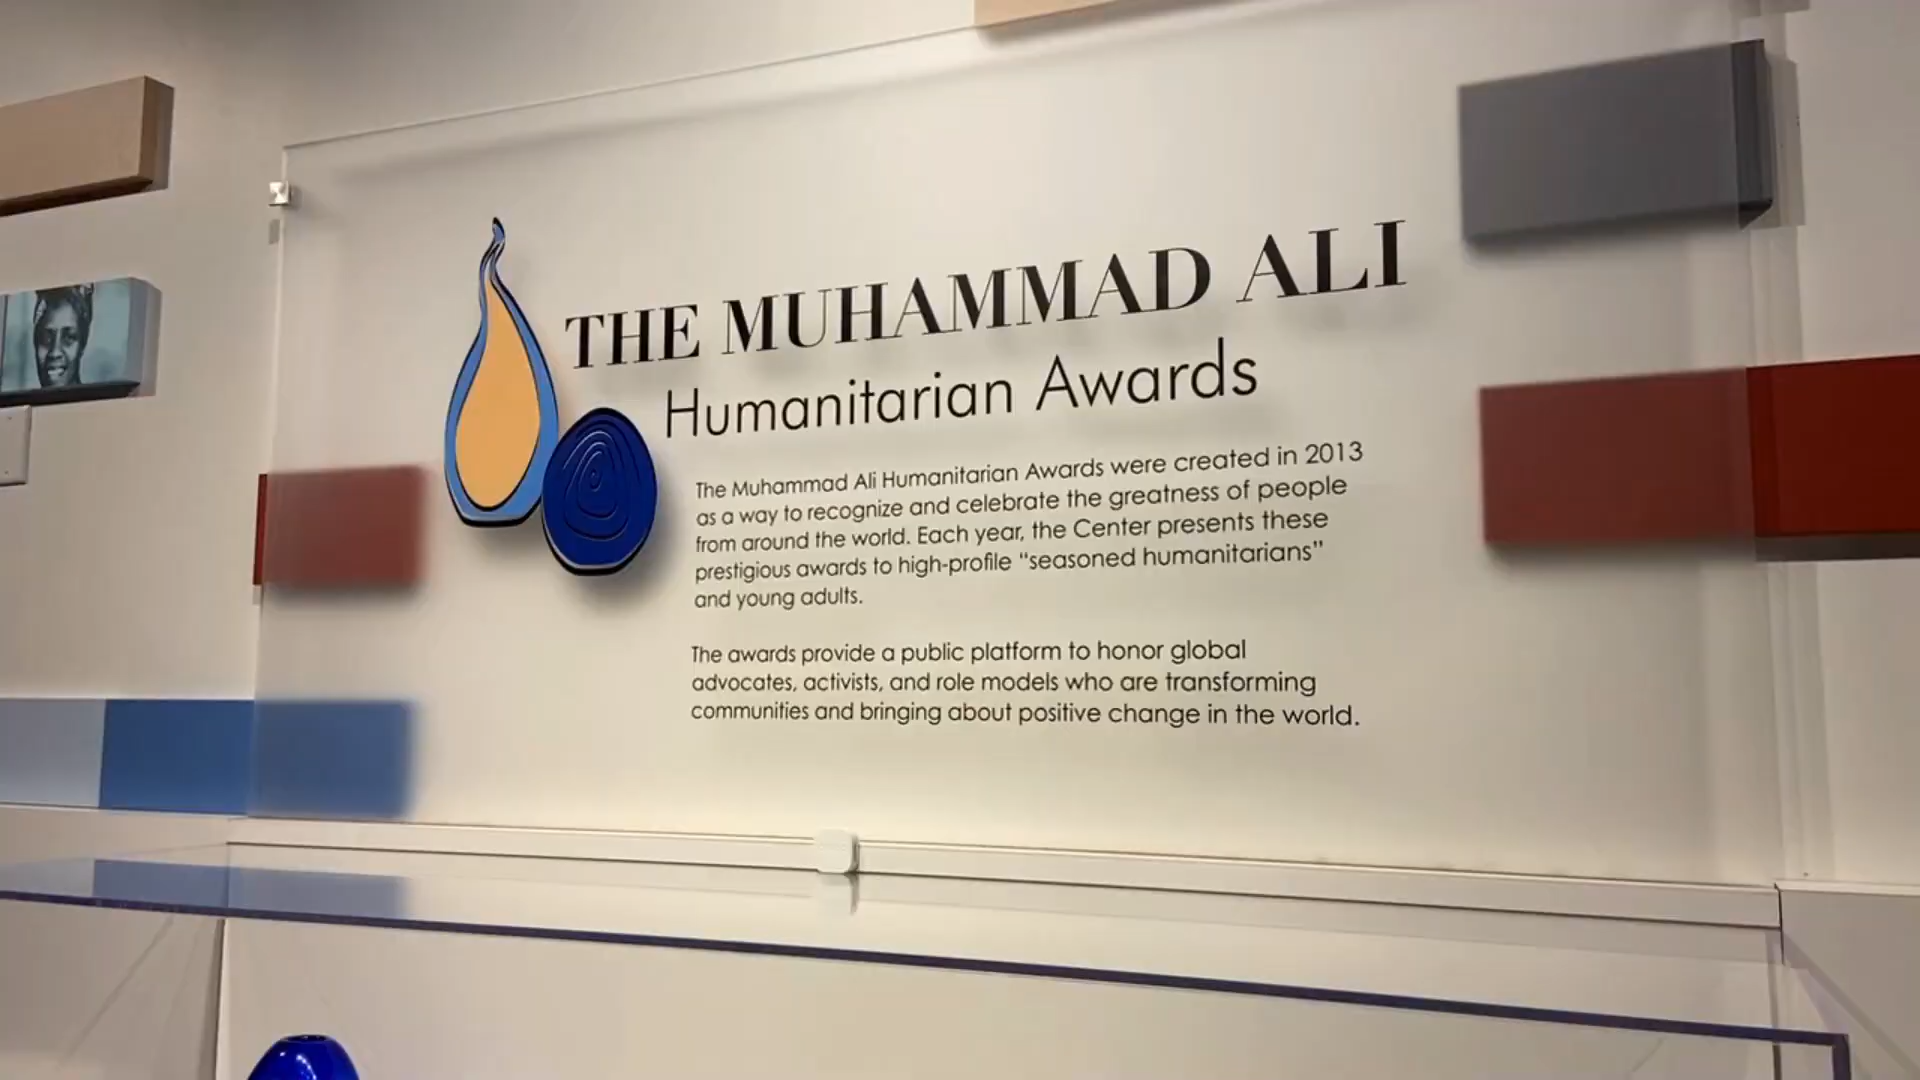 THE MUHAMMAD ALI
Humanitarian Awards
The Muhammad Ali Humanitarian Awards were created in 2013
as a way to recognize and celebrate the greatness of people
from around the world. Each year, the Center presents these
prestigious awards to high-profile “seasoned humanitarians”
and young adults.
The awards provide a public platform to honor global
advocates, activists, and role models who are transforming
communities and bringing about positive change in the world.